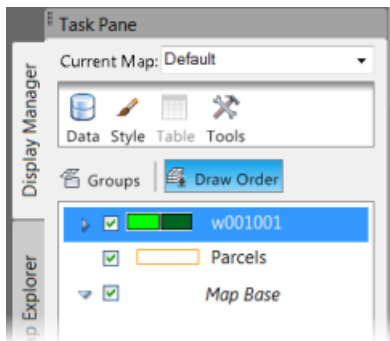 Task Pane
Current Map: Default
Data Style Table Tools
Groups Draw Order
w001001
Parcels
Map Base
Display Manager
Explorer